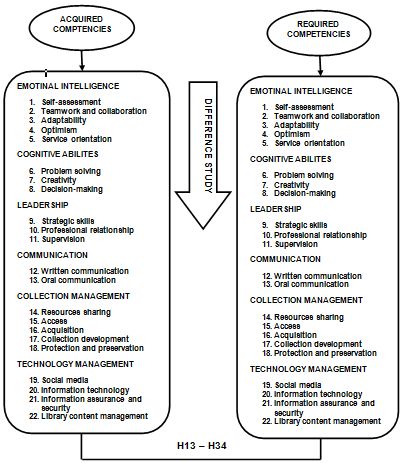 ACQUIRED
COMPTENCIES
EMOTINAL INTELLIGENCE
1. Self-assessment
2. Teamwork and collaboration
3. Adaptability
4. Optimism
5. Service orientation
COGNITIVE ABILITES
6. Problem solving
7. Creativity
8. Decision-making
LEADERSHIP
9. Strategic skills
10. Professional relationship
11. Supervision
COMMUNICATION
12. Written communication
13. Oral communication
COLLECTION MANAGEMENT
14. Resources sharing
15. Access
16. Acquisition
17. Collection development
18. Protection and preservation
TECHNOLOGY MANAGEMENT
19. Social media
20. Information technology
21. Information assurance and
security
22. Library content management
DIFFERENCE STUDY
REQUIRED
COMPETENCIES
EMOTINAL INTELLIGENCE
1. Self-assessment
2. Teamwork and collaboration
3. Adaptability
4. Optimism
5. Service orientation
COGNITIVE ABILITIES
6. Problem solving
7. Creativity
8. Decision-making
LEADERSHIP
9. Strategic skills
10. Professional relationship
11. Supervision
COMMUNICATION
12. Written communication
13. Oral communication
COLLECTION MANAGEMENT
14. Resources sharing
15. Access
16. Acquisition
17. Collection development
18. Protection and preservation
TECHNOLOGY MANAGEMENT
19. Social media
20. Information technology
21. Information assurance and
security
22. Library content management
H13 – H34